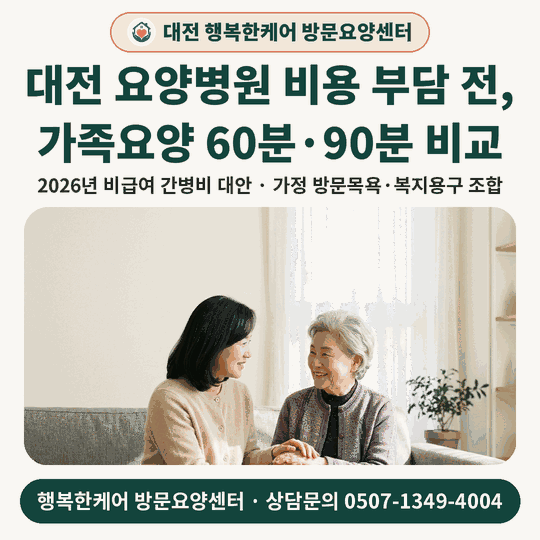 대전 행복한케어 방문요양센터
대전 요양병원 비용 부담 전,
가족요양 60분·90분 비교
2026년 비급여 간병비 대안 · 가정 방문목욕·복지용구 조합
행복한케어 방문요양센터 · 상담문의 0507-1349-4004